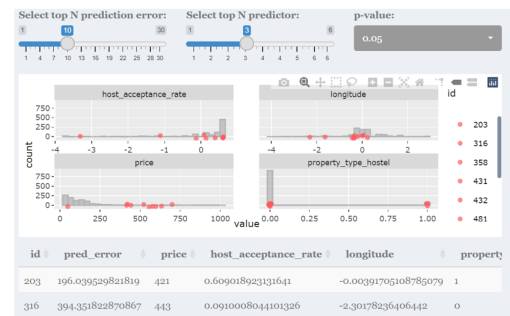 Select top N prediction error:
Select top N predictor:
p-value:
1 10 30
1 3 6
0.05
1 4 7 10 13 16 19 22 25 28 30
1 2 2 3 3 4 4 5 5 6 6
host_acceptance_rate
longitude
id
750
500
250
0
-4 -3 -2 -1 0
-4 -2 0 2
203
316
358
431
432
481
count
price
property_type_hostel
750
500
250
0
0 250 500 750 1000
0.00 0.25 0.50 0.75 1.00
value
id pred_error price host_acceptance_rate longitude property
203 196.039529821819 421 0.609018923131641 -0.00391705108785079 1
316 394.351822870867 443 0.0910008044101326 -2.30178236406442 0